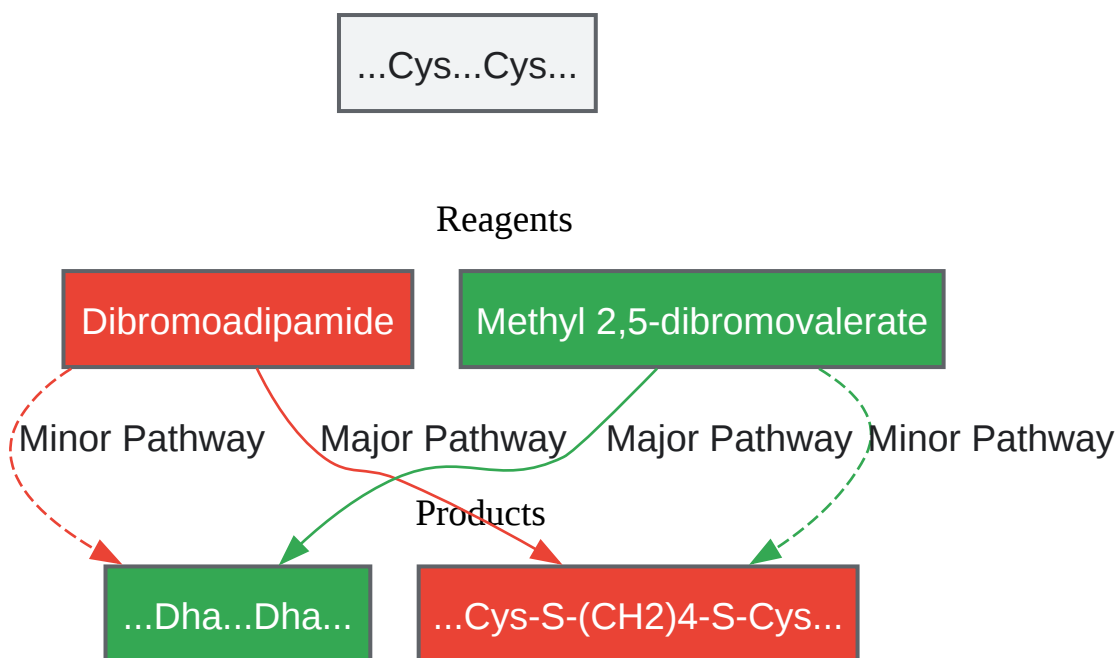 ...Cys...Cys...
Reagents
Dibromoadipamide
Methyl 2,5-dibromovalerate
Minor Pathway
Major Pathway
Major Pathway
Minor Pathway
Products
...Dha...Dha...
...Cys-S-(CH2)4-S-Cys...